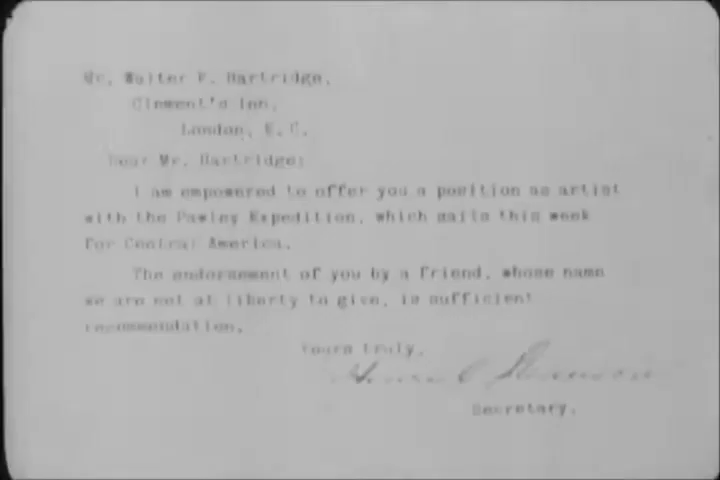 Mr. Walter P. Hartridge,
Clement's Inn,
London, E. C.
Dear Mr. Hartridge:
I am empowered to offer you a position as artist
with the Pawley Expedition, which sails this week
for Central America.
The endorsement of you by a friend, whose name
we are not at liberty to give, is sufficient
recommendation.
Yours truly,
Secretary.